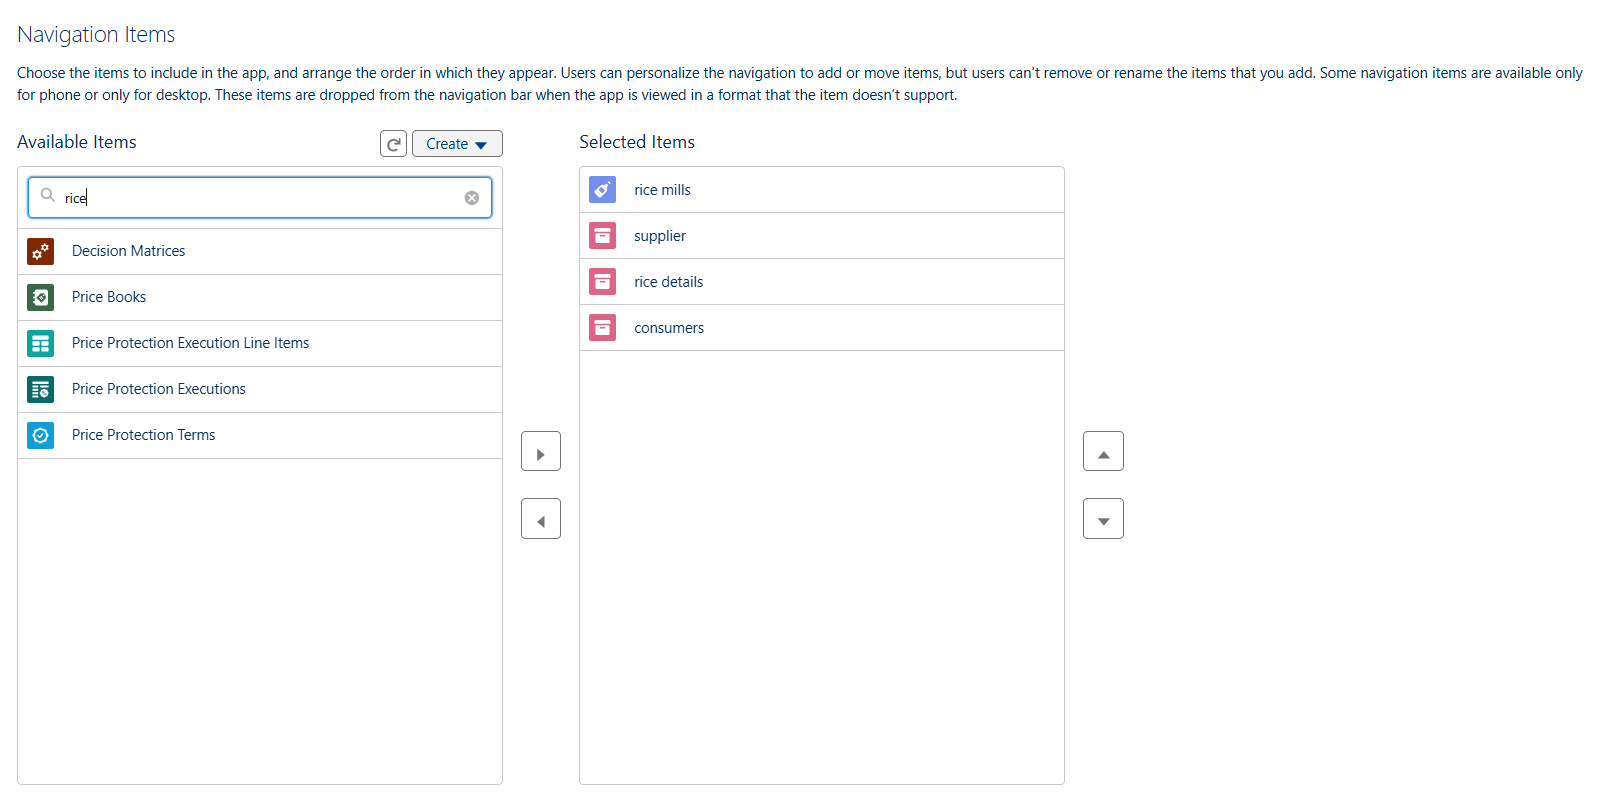 Navigation Items
Choose the items to include in the app, and arrange the order in which they appear. Users can personalize the navigation to add or move items, but users can't remove or rename the items that you add. Some navigation items are available only
for phone or only for desktop. These items are dropped from the navigation bar when the app is viewed in a format that the item doesn't support.
Available Items
Create
rice
Decision Matrices
Price Books
Price Protection Execution Line Items
Price Protection Executions
Price Protection Terms
Selected Items
rice mills
supplier
rice details
consumers